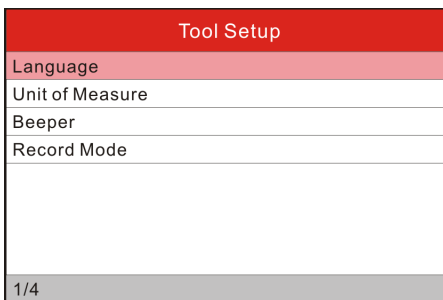 Tool Setup
Language
Unit of Measure
Beeper
Record Mode
1/4